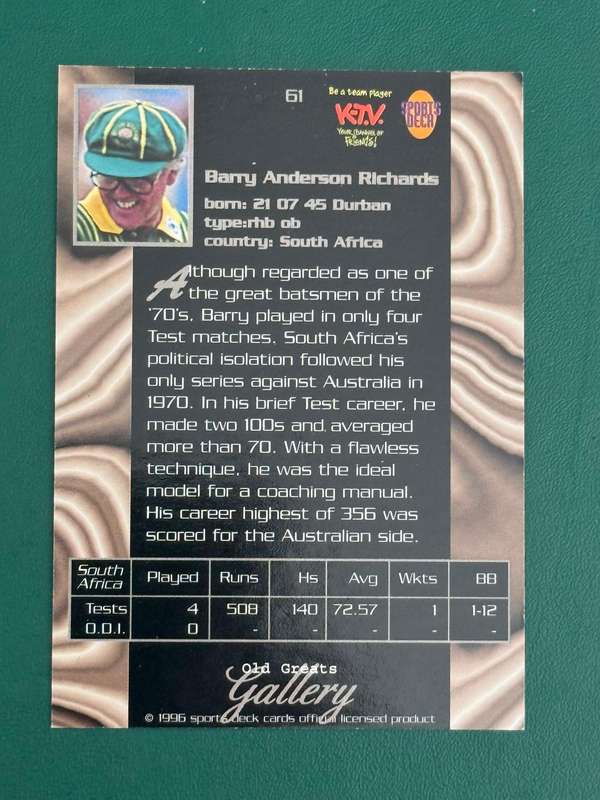 61
Be a team player
K-T.V.
Your channel of
Friends!
SPORTS
DECK
Barry Anderson Richards
born: 21 07 45 Durban
type:rhb ob
country: South Africa
Although regarded as one of
the great batsmen of the
'70's, Barry played in only four
Test matches, South Africa's
political isolation followed his
only series against Australia in
1970. In his brief Test career, he
made two 100s and averaged
more than 70. With a flawless
technique, he was the ideal
model for a coaching manual.
His career highest of 356 was
scored for the Australian side.
South Africa Played Runs Hs Avg Wkts BB
Tests 4 508 140 72.57 1 1-12
O.D.I. 0 - - - - -
Old Greats
Gallery
© 1996 sports deck cards official licensed product